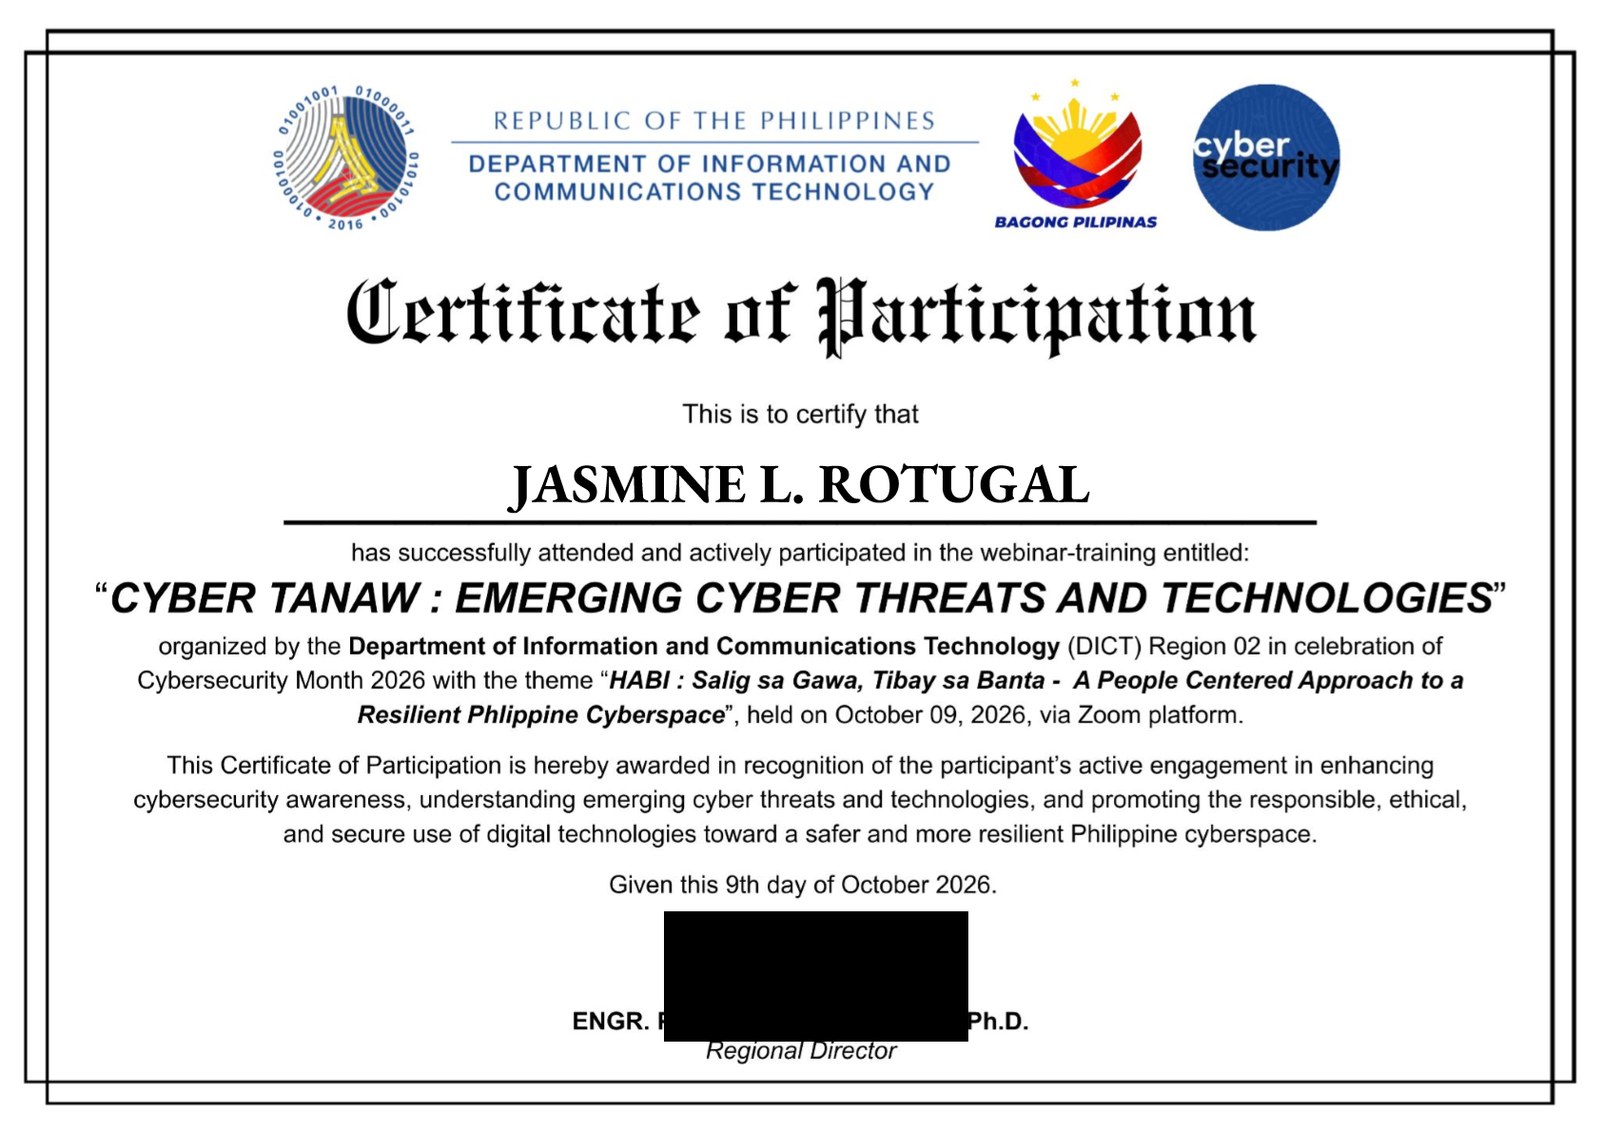 01001001 01000011 01010100 01000100 • 2016 •
REPUBLIC OF THE PHILIPPINES
DEPARTMENT OF INFORMATION AND
COMMUNICATIONS TECHNOLOGY
BAGONG PILIPINAS
cyber
security
Certificate of Participation
This is to certify that
JASMINE L. ROTUGAL
has successfully attended and actively participated in the webinar-training entitled:
“CYBER TANAW : EMERGING CYBER THREATS AND TECHNOLOGIES”
organized by the Department of Information and Communications Technology (DICT) Region 02 in celebration of
Cybersecurity Month 2026 with the theme “HABI : Salig sa Gawa, Tibay sa Banta - A People Centered Approach to a
Resilient Phlippine Cyberspace”, held on October 09, 2026, via Zoom platform.
This Certificate of Participation is hereby awarded in recognition of the participant’s active engagement in enhancing
cybersecurity awareness, understanding emerging cyber threats and technologies, and promoting the responsible, ethical,
and secure use of digital technologies toward a safer and more resilient Philippine cyberspace.
Given this 9th day of October 2026.
ENGR. Ph.D.
Regional Director